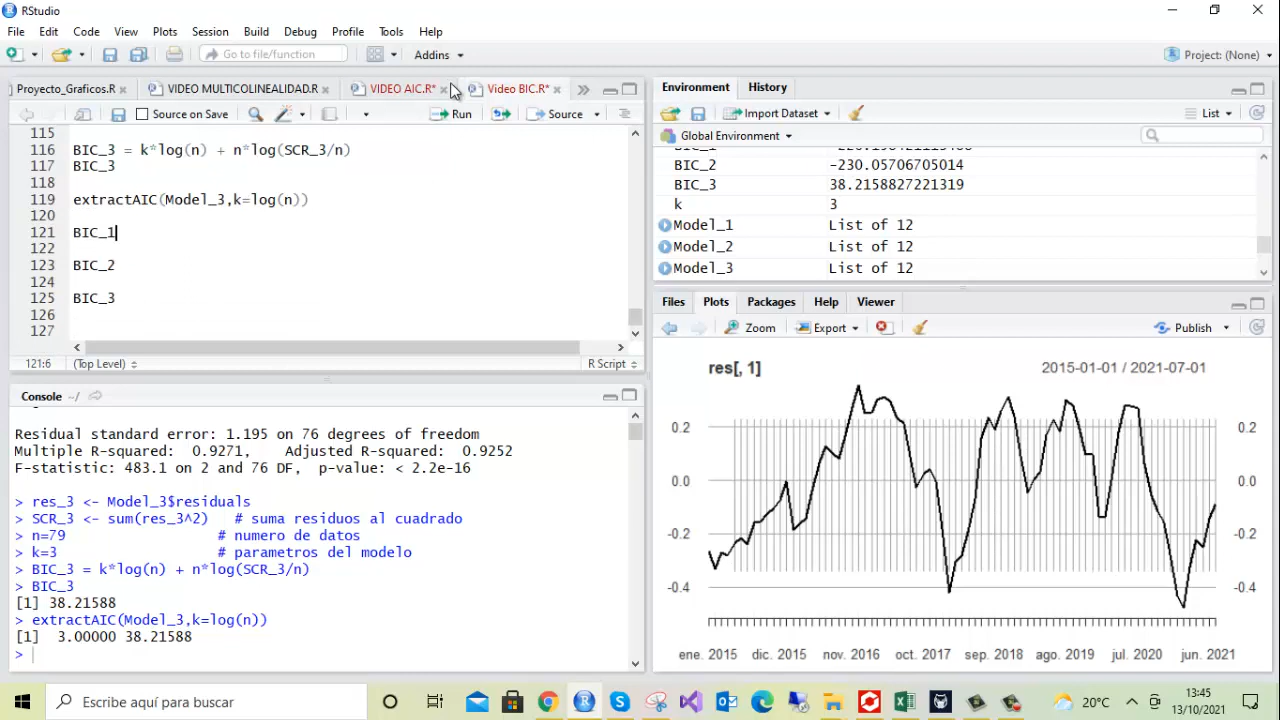 RStudio
File Edit Code View Plots Session Build Debug Profile Tools Help
Go to file/function Addins Project: (None)
Proyecto_Graficos.R VIDEO MULTICOLINEALIDAD.R VIDEO AIC.R* Video BIC.R*
Source on Save Run Source
115
116 BIC_3 = k*log(n) + n*log(SCR_3/n)
117 BIC_3
118
119 extractAIC(Model_3,k=log(n))
120
121 BIC_1
122
123 BIC_2
124
125 BIC_3
126
127
121:6 (Top Level) R Script
Console ~/
Residual standard error: 1.195 on 76 degrees of freedom
Multiple R-squared: 0.9271, Adjusted R-squared: 0.9252
F-statistic: 483.1 on 2 and 76 DF, p-value: < 2.2e-16
> res_3 <- Model_3$residuals
> SCR_3 <- sum(res_3^2) # suma residuos al cuadrado
> n=79 # numero de datos
> k=3 # parametros del modelo
> BIC_3 = k*log(n) + n*log(SCR_3/n)
> BIC_3
[1] 38.21588
> extractAIC(Model_3,k=log(n))
[1] 3.00000 38.21588
>
Environment History
Import Dataset List
Global Environment
BIC_2 -230.05706705014
BIC_3 38.2158827221319
k 3
Model_1 List of 12
Model_2 List of 12
Model_3 List of 12
Files Plots Packages Help Viewer
Zoom Export Publish
res[, 1] 2015-01-01 / 2021-07-01
0.2 0.2
0.0 0.0
-0.2 -0.2
-0.4 -0.4
ene. 2015 dic. 2015 nov. 2016 oct. 2017 sep. 2018 ago. 2019 jul. 2020 jun. 2021
Escribe aquí para buscar 20°C 13:45
13/10/2021